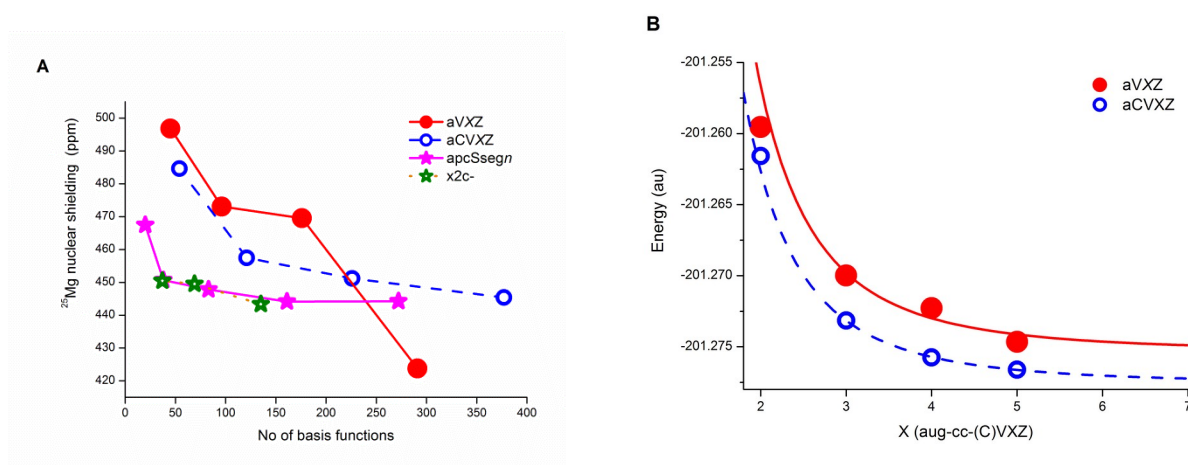 A
²⁵Mg nuclear shielding (ppm)
500
490
480
470
460
450
440
430
420
0
50
100
150
200
250
300
350
400
No of basis functions
aVXZ
aCVXZ
apcSsegn
x2c-
B
Energy (au)
-201.255
-201.260
-201.265
-201.270
-201.275
2
3
4
5
6
7
X (aug-cc-(C)VXZ)
aVXZ
aCVXZ